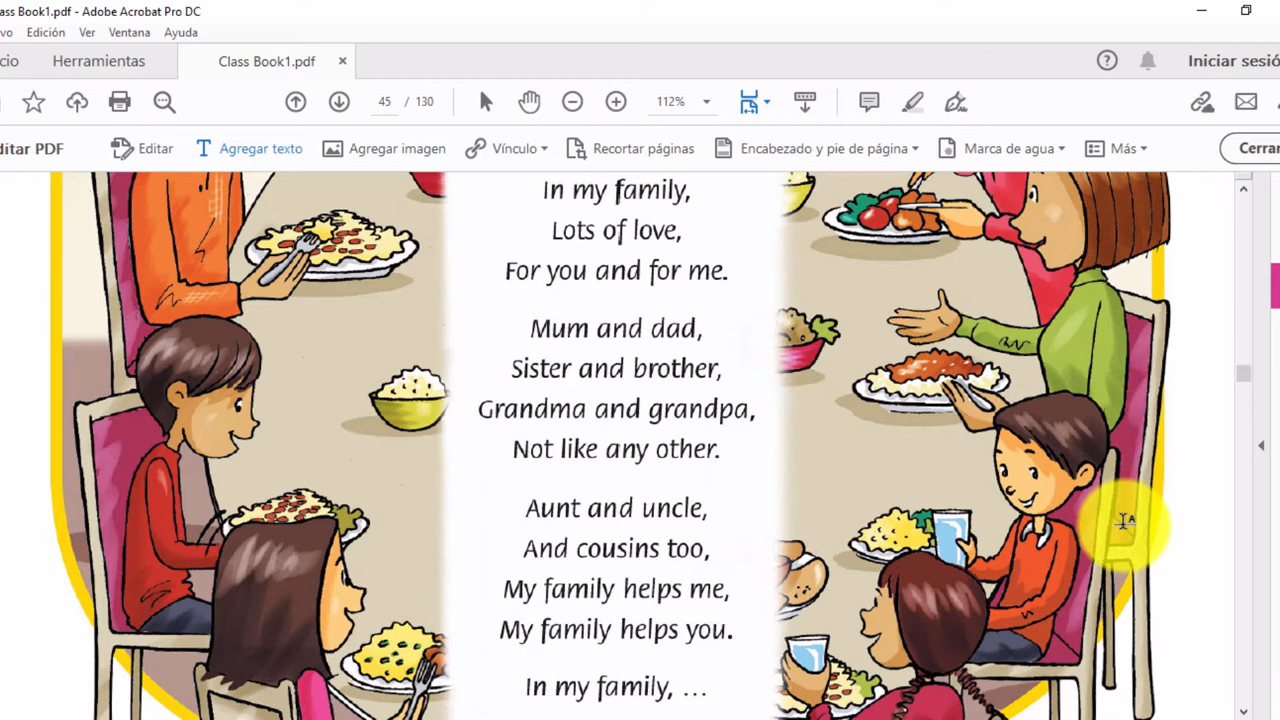 ass Book1.pdf - Adobe Acrobat Pro DC
vo Edición Ver Ventana Ayuda
cio Herramientas Class Book1.pdf × Iniciar sesió
45 / 130 112%
ditar PDF Editar Agregar texto Agregar imagen Vínculo Recortar páginas Encabezado y pie de página Marca de agua Más Cerrar
In my family,
Lots of love,
For you and for me.
Mum and dad,
Sister and brother,
Grandma and grandpa,
Not like any other.
Aunt and uncle,
And cousins too,
My family helps me,
My family helps you.
In my family, ...